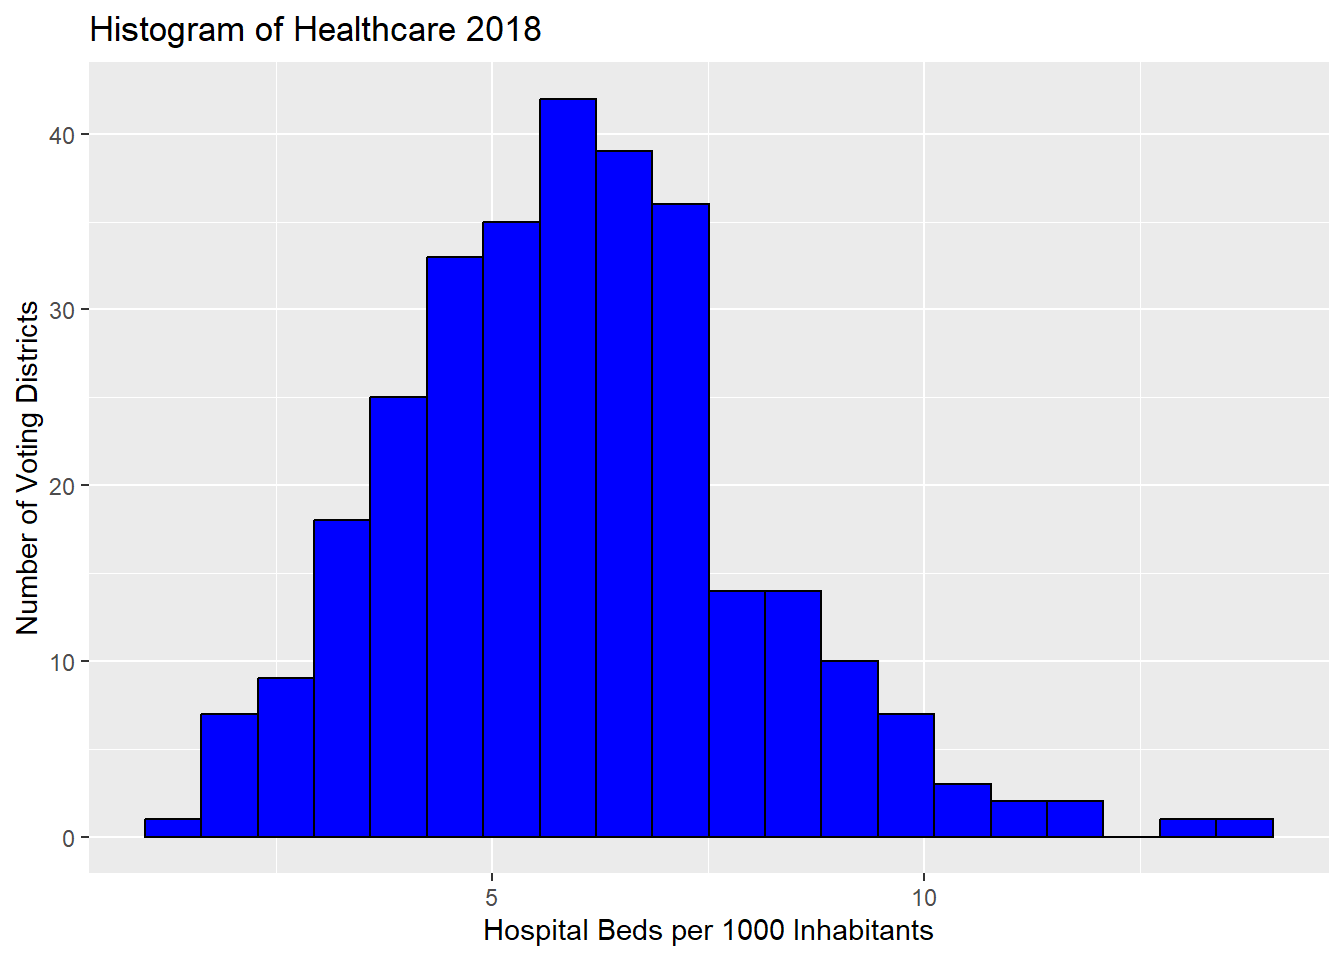 Histogram of Healthcare 2018
Number of Voting Districts
40
30
20
10
0
5
10
Hospital Beds per 1000 Inhabitants